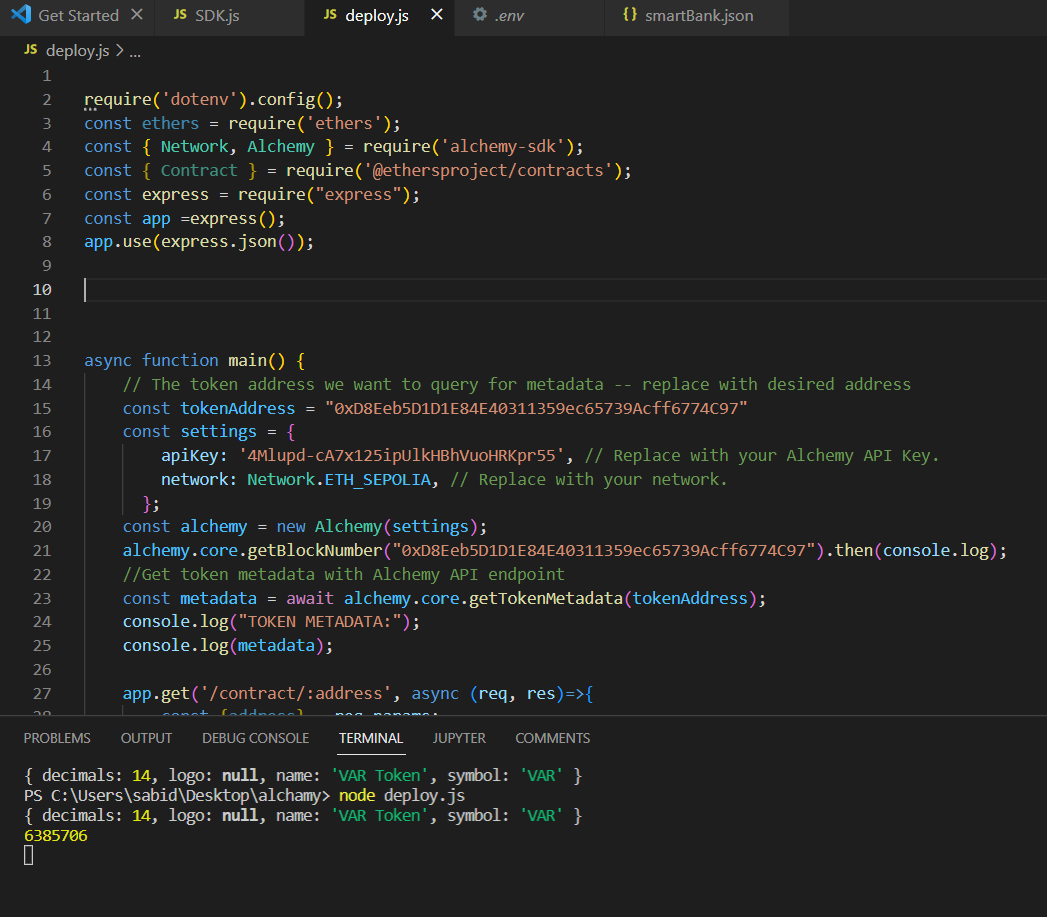 Get Started
JS SDK.js
JS deploy.js
.env
{} smartBank.json
JS deploy.js > ...
1
2 require('dotenv').config();
3 const ethers = require('ethers');
4 const { Network, Alchemy } = require('alchemy-sdk');
5 const { Contract } = require('@ethersproject/contracts');
6 const express = require("express");
7 const app =express();
8 app.use(express.json());
9
10
11
12
13 async function main() {
14 // The token address we want to query for metadata -- replace with desired address
15 const tokenAddress = "0xD8Eeb5D1D1E84E40311359ec65739Acff6774C97"
16 const settings = {
17 apiKey: '4Mlupd-cA7x125ipUlkHBhVuoHRKpr55', // Replace with your Alchemy API Key.
18 network: Network.ETH_SEPOLIA, // Replace with your network.
19 };
20 const alchemy = new Alchemy(settings);
21 alchemy.core.getBlockNumber("0xD8Eeb5D1D1E84E40311359ec65739Acff6774C97").then(console.log);
22 //Get token metadata with Alchemy API endpoint
23 const metadata = await alchemy.core.getTokenMetadata(tokenAddress);
24 console.log("TOKEN METADATA:");
25 console.log(metadata);
26
27 app.get('/contract/:address', async (req, res)=>{
28 const {address} = req.params;
PROBLEMS OUTPUT DEBUG CONSOLE TERMINAL JUPYTER COMMENTS
{ decimals: 14, logo: null, name: 'VAR Token', symbol: 'VAR' }
PS C:\Users\sabid\Desktop\alchamy> node deploy.js
{ decimals: 14, logo: null, name: 'VAR Token', symbol: 'VAR' }
6385706